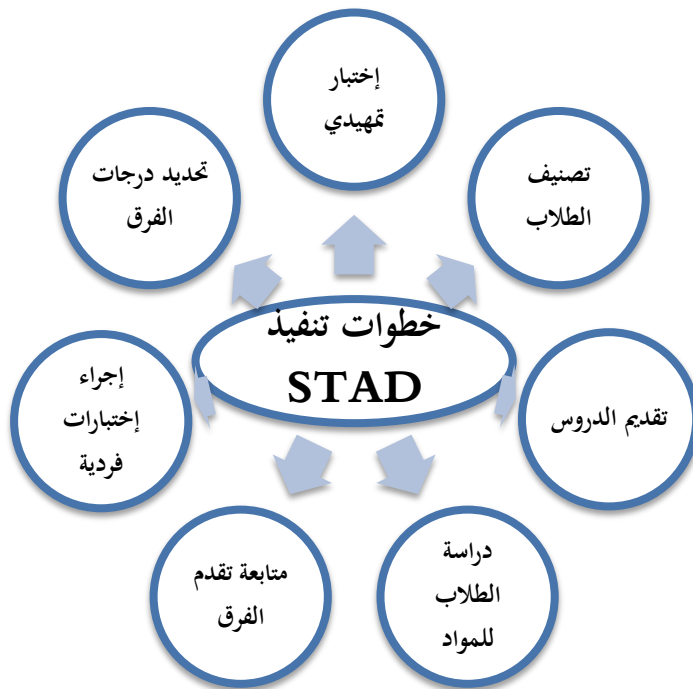 خطوات تنفيذ
STAD
إختبار
تمهيدي
تصنيف
الطلاب
تقديم الدروس
دراسة
الطلاب
للمواد
متابعة تقدم
الفرق
إجراء
إختبارات
فردية
تحديد درجات
الفرق